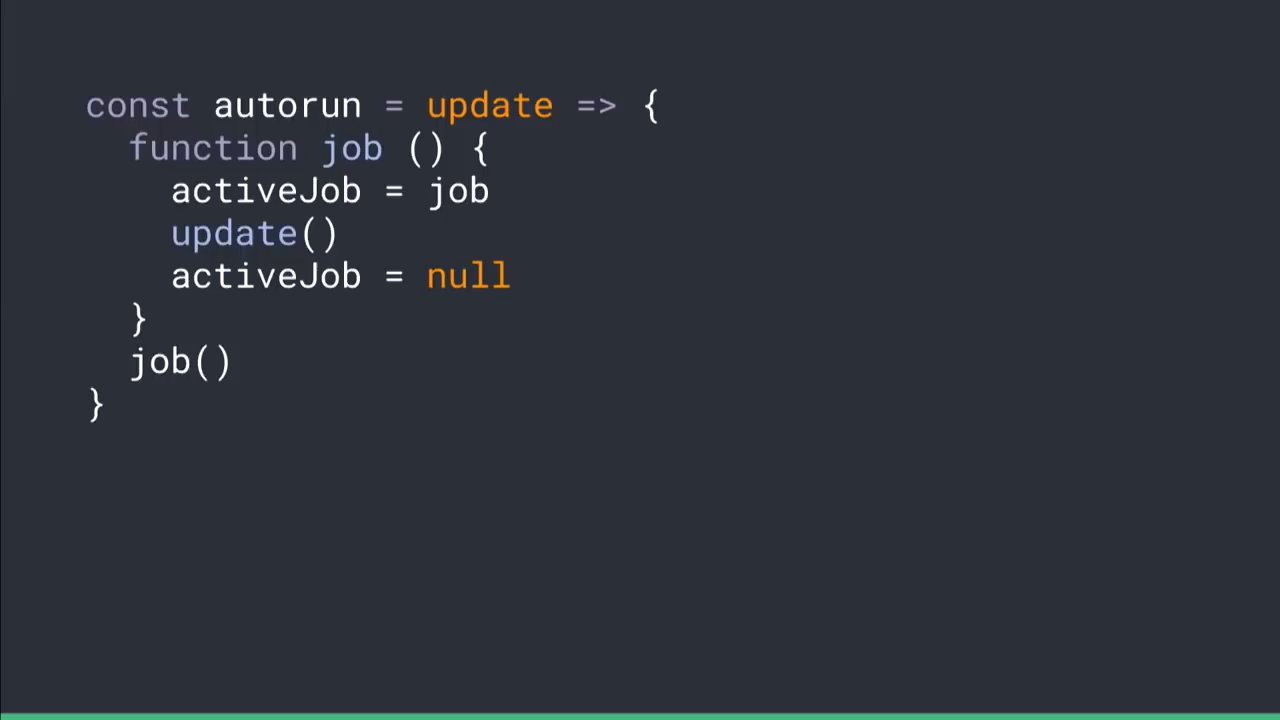 const autorun = update => {
  function job () {
    activeJob = job
    update()
    activeJob = null
  }
  job()
}